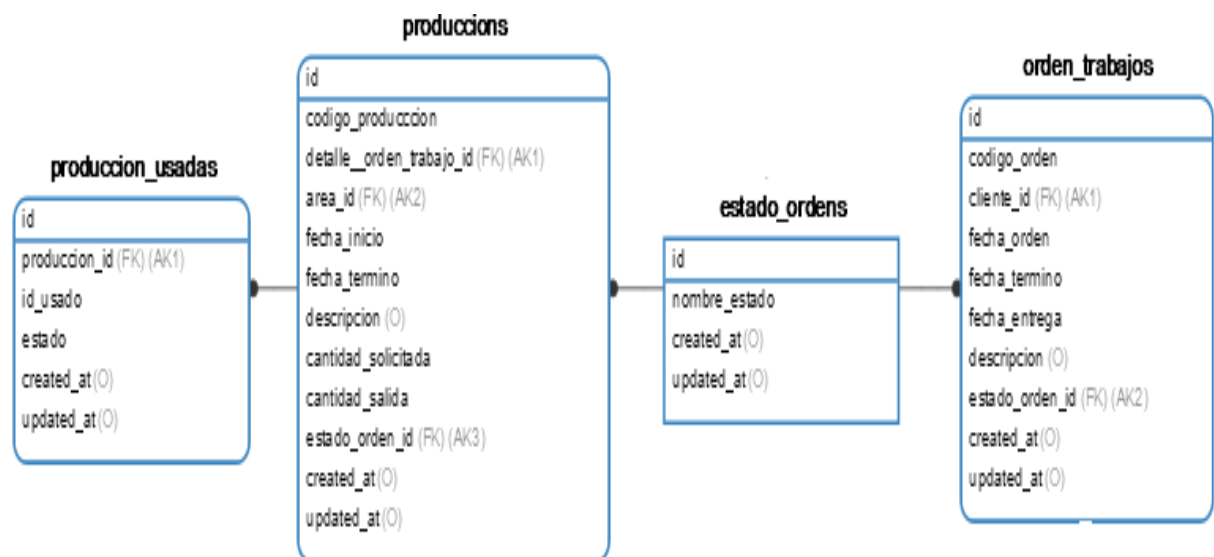 produccion_usadas
id
produccion_id (FK) (AK1)
id_usado
estado
created_at (O)
updated_at (O)
produccions
id
codigo_producccion
detalle__orden_trabajo_id (FK) (AK1)
area_id (FK) (AK2)
fecha_inicio
fecha_termino
descripcion (O)
cantidad_solicitada
cantidad_salida
estado_orden_id (FK) (AK3)
created_at (O)
updated_at (O)
estado_ordens
id
nombre_estado
created_at (O)
updated_at (O)
orden_trabajos
id
codigo_orden
cliente_id (FK) (AK1)
fecha_orden
fecha_termino
fecha_entrega
descripcion (O)
estado_orden_id (FK) (AK2)
created_at (O)
updated_at (O)